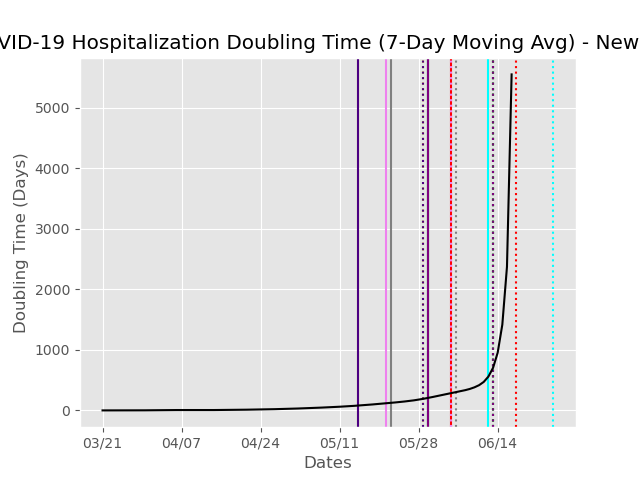 VID-19 Hospitalization Doubling Time (7-Day Moving Avg) - New
Doubling Time (Days)
5000
4000
3000
2000
1000
0
03/21 04/07 04/24 05/11 05/28 06/14
Dates